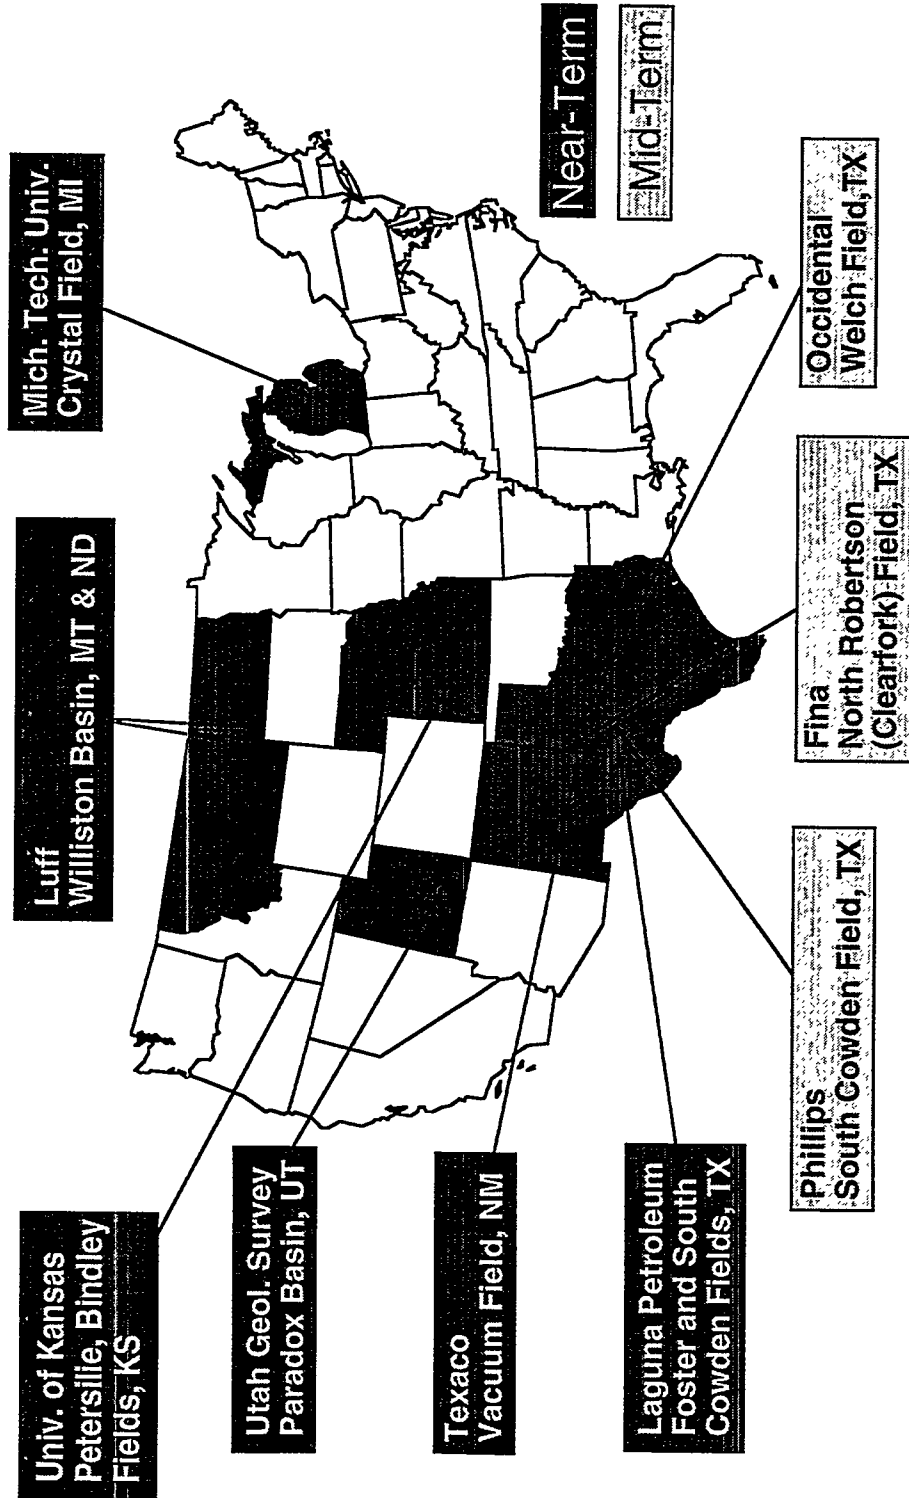 Luff
Williston Basin, MT & ND
Mich. Tech. Univ.
Crystal Field, MI
Univ. of Kansas
Petersilie, Bindley
Fields, KS
Utah Geol. Survey
Paradox Basin, UT
Texaco
Vacuum Field, NM
Laguna Petroleum
Foster and South
Cowden Fields, TX
Near-Term
Mid-Term
Phillips
South Cowden Field, TX
Fina
North Robertson
(Clearfork) Field, TX
Occidental
Welch Field,TX